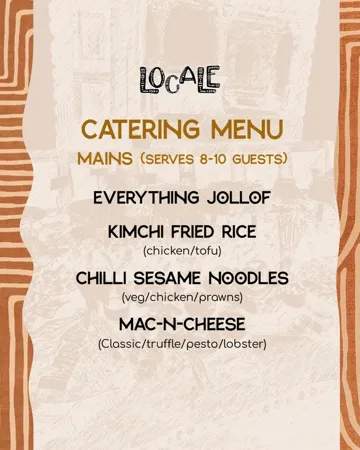 LOCALE
CATERING MENU
MAINS (SERVES 8-10 GUESTS)
EVERYTHING JOLLOF
KIMCHI FRIED RICE
(chicken/tofu)
CHILLI SESAME NOODLES
(veg/chicken/prawns)
MAC-N-CHEESE
(Classic/truffle/pesto/lobster)